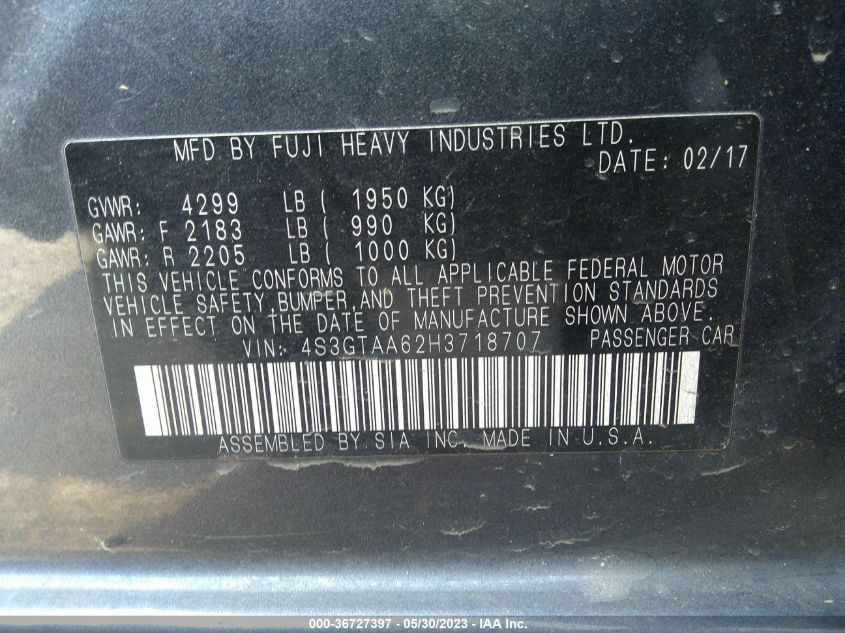 MFD BY FUJI HEAVY INDUSTRIES LTD.
DATE: 02/17
GVWR: 4299 LB ( 1950 KG)
GAWR: F 2183 LB ( 990 KG)
GAWR: R 2205 LB ( 1000 KG)
THIS VEHICLE CONFORMS TO ALL APPLICABLE FEDERAL MOTOR
VEHICLE SAFETY,BUMPER,AND THEFT PREVENTION STANDARDS
IN EFFECT ON THE DATE OF MANUFACTURE SHOWN ABOVE.
VIN: 4S3GTAA62H3718707 PASSENGER CAR
ASSEMBLED BY SIA INC. MADE IN U.S.A.
000-36727397 - 05/30/2023 - IAA Inc.